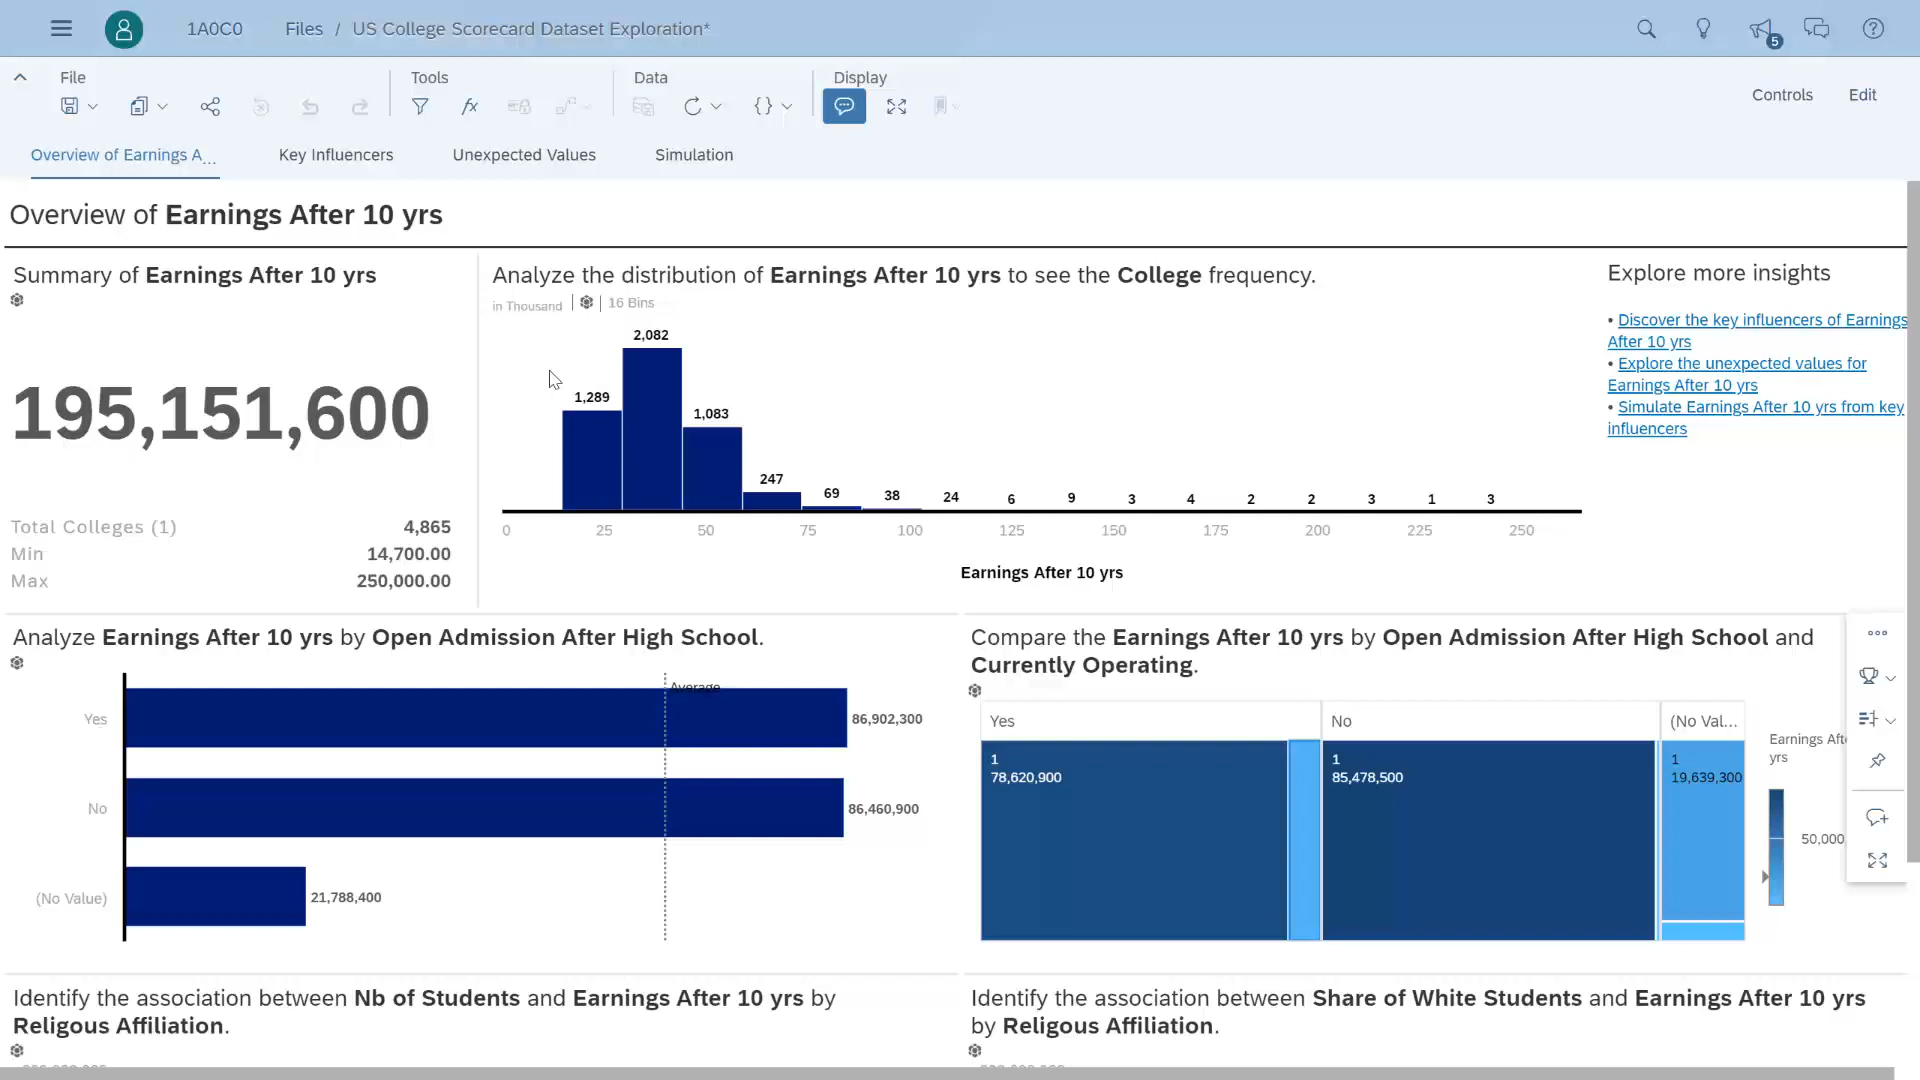 1A0C0
Files / US College Scorecard Dataset Exploration*
5
File
Tools
Data
Display
Controls
Edit
Overview of Earnings A...
Key Influencers
Unexpected Values
Simulation
Overview of Earnings After 10 yrs
Summary of Earnings After 10 yrs
195,151,600
Total Colleges (1) 4,865
Min 14,700.00
Max 250,000.00
Analyze the distribution of Earnings After 10 yrs to see the College frequency.
in Thousand
16 Bins
2,082
1,289
1,083
247
69
38
24
6
9
3
4
2
2
3
1
3
0 25 50 75 100 125 150 175 200 225 250
Earnings After 10 yrs
Explore more insights
• Discover the key influencers of Earnings
After 10 yrs
• Explore the unexpected values for
Earnings After 10 yrs
• Simulate Earnings After 10 yrs from key
influencers
Analyze Earnings After 10 yrs by Open Admission After High School.
Average
Yes 86,902,300
No 86,460,900
(No Value) 21,788,400
Compare the Earnings After 10 yrs by Open Admission After High School and
Currently Operating.
Yes
No
(No Val...
1
78,620,900
1
85,478,500
1
19,639,300
Earnings Afte
yrs
50,000
Identify the association between Nb of Students and Earnings After 10 yrs by
Religous Affiliation.
Identify the association between Share of White Students and Earnings After 10 yrs
by Religous Affiliation.